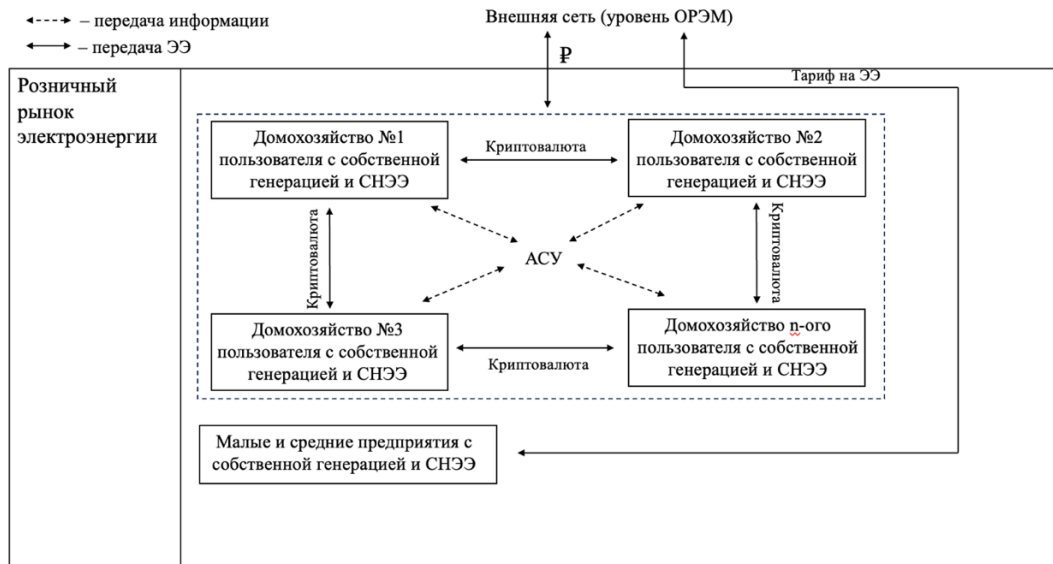 – передача информации
– передача ЭЭ
Внешняя сеть (уровень ОРЭМ)
₽
Тариф на ЭЭ
Розничный
рынок
электроэнергии
Домохозяйство №1
пользователя с собственной
генерацией и СНЭЭ
Криптовалюта
Домохозяйство №2
пользователя с собственной
генерацией и СНЭЭ
Криптовалюта
АСУ
Криптовалюта
Домохозяйство №3
пользователя с собственной
генерацией и СНЭЭ
Криптовалюта
Домохозяйство n-ого
пользователя с собственной
генерацией и СНЭЭ
Малые и средние предприятия с
собственной генерацией и СНЭЭ